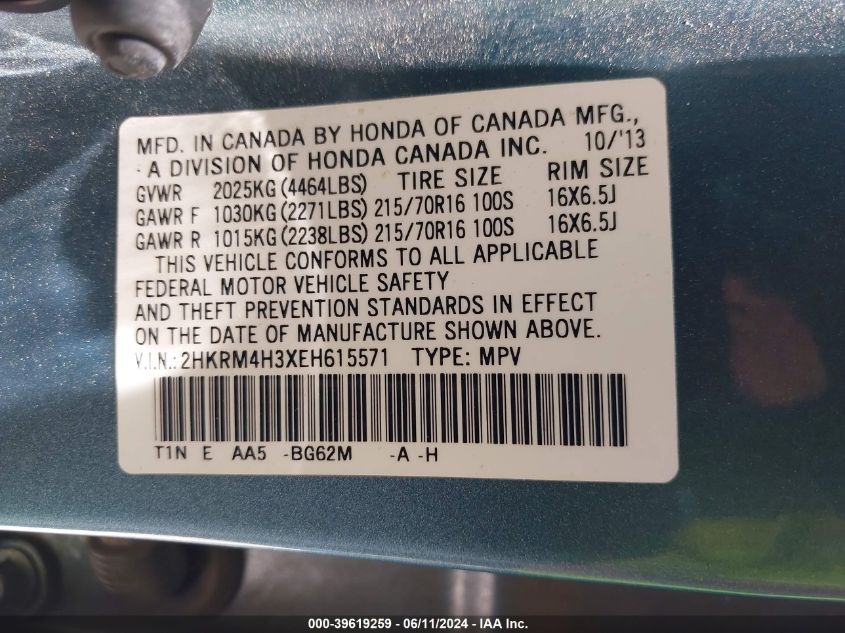 MFD. IN CANADA BY HONDA OF CANADA MFG.,
A DIVISION OF HONDA CANADA INC. 10/'13
GVWR 2025KG (4464LBS) TIRE SIZE RIM SIZE
GAWR F 1030KG (2271LBS) 215/70R16 100S 16X6.5J
GAWR R 1015KG (2238LBS) 215/70R16 100S 16X6.5J
THIS VEHICLE CONFORMS TO ALL APPLICABLE
FEDERAL MOTOR VEHICLE SAFETY
AND THEFT PREVENTION STANDARDS IN EFFECT
ON THE DATE OF MANUFACTURE SHOWN ABOVE.
V.I.N.: 2HKRM4H3XEH615571 TYPE: MPV
T1N E AA5 -BG62M -A -H
000-39619259 - 06/11/2024 - IAA Inc.